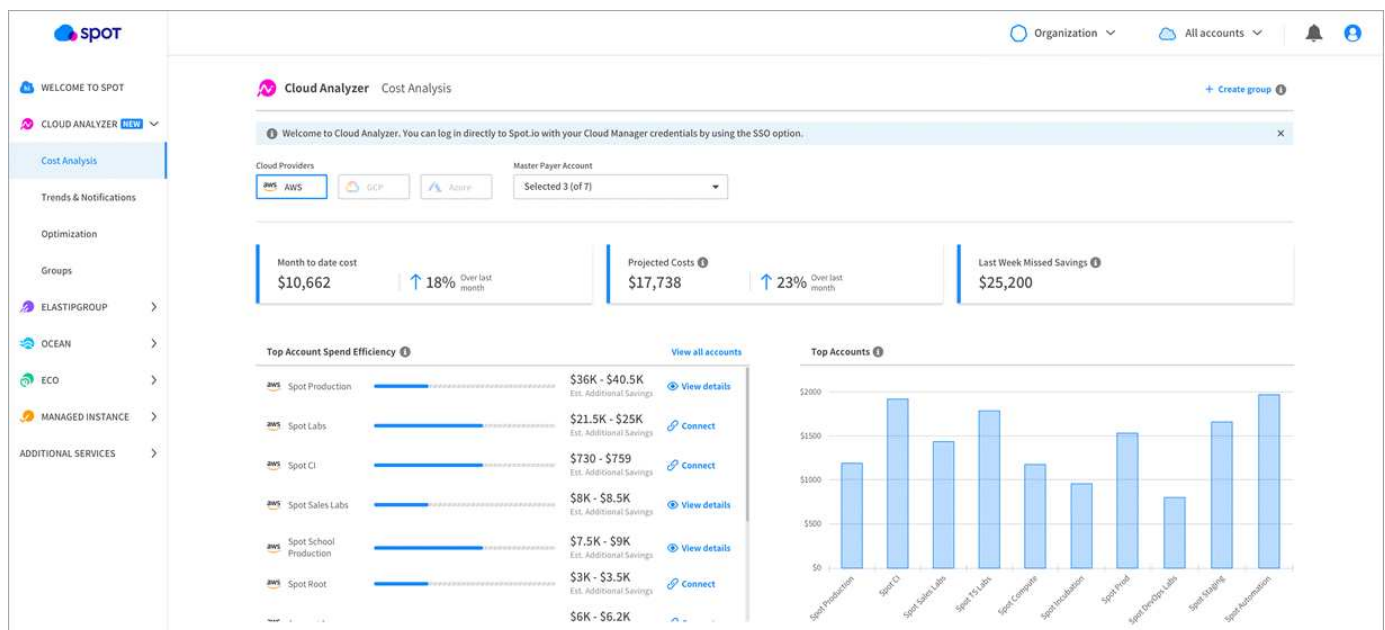 spot
Organization
All accounts
WELCOME TO SPOT
CLOUD ANALYZER NEW
Cost Analysis
Trends & Notifications
Optimization
Groups
ELASTIPGROUP
OCEAN
ECO
MANAGED INSTANCE
ADDITIONAL SERVICES
Cloud Analyzer Cost Analysis
+ Create group
Welcome to Cloud Analyzer. You can log in directly to Spot.io with your Cloud Manager credentials by using the SSO option.
Cloud Providers
Master Payer Account
aws AWS
GCP
Azure
Selected 3 (of 7)
Month to date cost
$10,662
18% Over last month
Projected Costs
$17,738
23% Over last month
Last Week Missed Savings
$25,200
Top Account Spend Efficiency
View all accounts
aws Spot Production
$36K - $40.5K
Est. Additional Savings
View details
aws Spot Labs
$21.5K - $25K
Est. Additional Savings
Connect
aws Spot CI
$730 - $759
Est. Additional Savings
Connect
aws Spot Sales Labs
$8K - $8.5K
Est. Additional Savings
View details
aws Spot School
Production
$7.5K - $9K
Est. Additional Savings
View details
aws Spot Root
$3K - $3.5K
Est. Additional Savings
Connect
$6K - $6.2K
Top Accounts
$2000
$1500
$1000
$500
$0
Spot Production
Spot CI
Spot Sales Labs
Spot TS Labs
Spot Compute
Spot Incubation
Spot Prod
Spot DevOps Labs
Spot Staging
Spot Automation